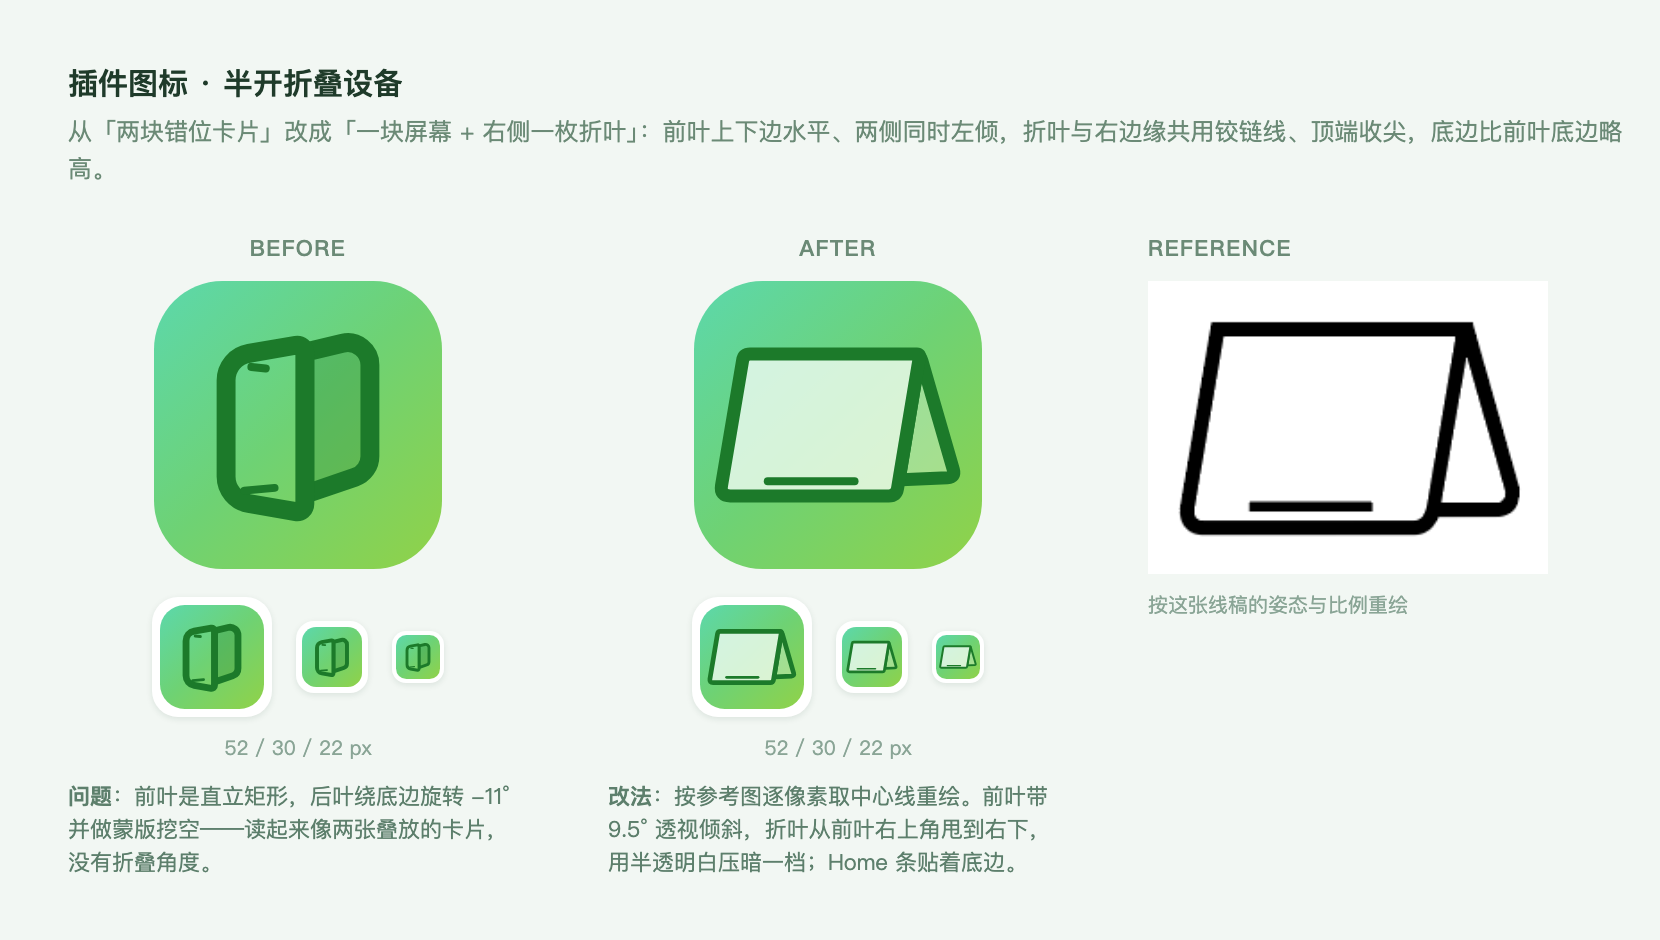 插件图标 · 半开折叠设备
从「两块错位卡片」改成「一块屏幕 + 右侧一枚折叶」：前叶上下边水平、两侧同时左倾，折叶与右边缘共用铰链线、顶端收尖，底边比前叶底边略
高。
BEFORE
AFTER
REFERENCE
按这张线稿的姿态与比例重绘
52 / 30 / 22 px
52 / 30 / 22 px
问题：前叶是直立矩形，后叶绕底边旋转 −11°
并做蒙版挖空——读起来像两张叠放的卡片，
没有折叠角度。
改法：按参考图逐像素取中心线重绘。前叶带
9.5° 透视倾斜，折叶从前叶右上角甩到右下，
用半透明白压暗一档；Home 条贴着底边。